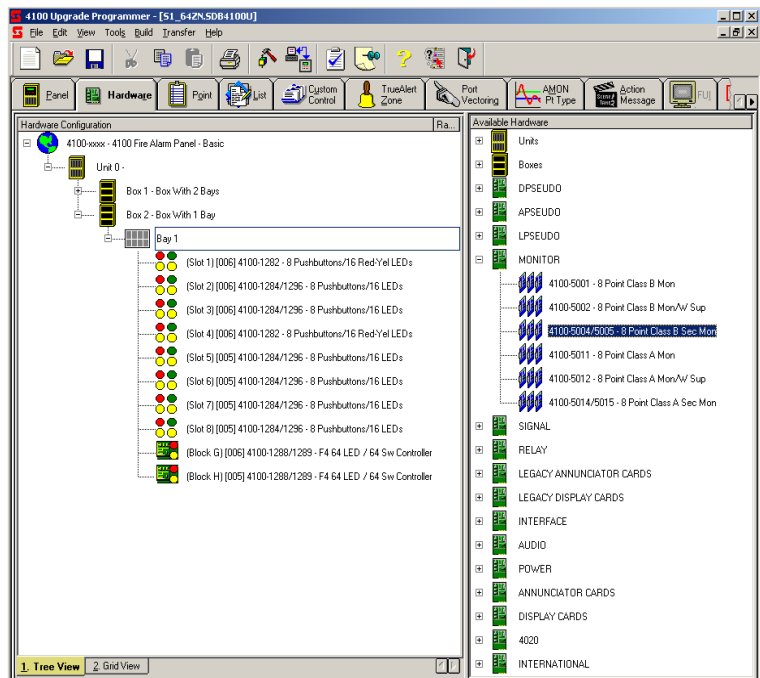 4100 Upgrade Programmer - [S1_64ZN.SDB4100U]
File Edit View Tools Build Transfer Help
Panel Hardware Point List Custom Control TrueAlert Zone Port Vectoring AMON Pt Type Action Message FUI
Hardware Configuration Ra...
4100-xxxx - 4100 Fire Alarm Panel - Basic
Unit 0 -
Box 1 - Box With 2 Bays
Box 2 - Box With 1 Bay
Bay 1
(Slot 1) [006] 4100-1282 - 8 Pushbuttons/16 Red-Yel LEDs
(Slot 2) [006] 4100-1284/1296 - 8 Pushbuttons/16 LEDs
(Slot 3) [006] 4100-1284/1296 - 8 Pushbuttons/16 LEDs
(Slot 4) [006] 4100-1282 - 8 Pushbuttons/16 Red-Yel LEDs
(Slot 5) [005] 4100-1284/1296 - 8 Pushbuttons/16 LEDs
(Slot 6) [005] 4100-1284/1296 - 8 Pushbuttons/16 LEDs
(Slot 7) [005] 4100-1284/1296 - 8 Pushbuttons/16 LEDs
(Slot 8) [005] 4100-1284/1296 - 8 Pushbuttons/16 LEDs
(Block G) [006] 4100-1288/1289 - F4 64 LED / 64 Sw Controller
(Block H) [005] 4100-1288/1289 - F4 64 LED / 64 Sw Controller
1. Tree View 2. Grid View
Available Hardware
Units
Boxes
DPSEUDO
APSEUDO
LPSEUDO
MONITOR
4100-5001 - 8 Point Class B Mon
4100-5002 - 8 Point Class B Mon/W Sup
4100-5004/5005 - 8 Point Class B Sec Mon
4100-5011 - 8 Point Class A Mon
4100-5012 - 8 Point Class A Mon/W Sup
4100-5014/5015 - 8 Point Class A Sec Mon
SIGNAL
RELAY
LEGACY ANNUNCIATOR CARDS
LEGACY DISPLAY CARDS
INTERFACE
AUDIO
POWER
ANNUNCIATOR CARDS
DISPLAY CARDS
4020
INTERNATIONAL